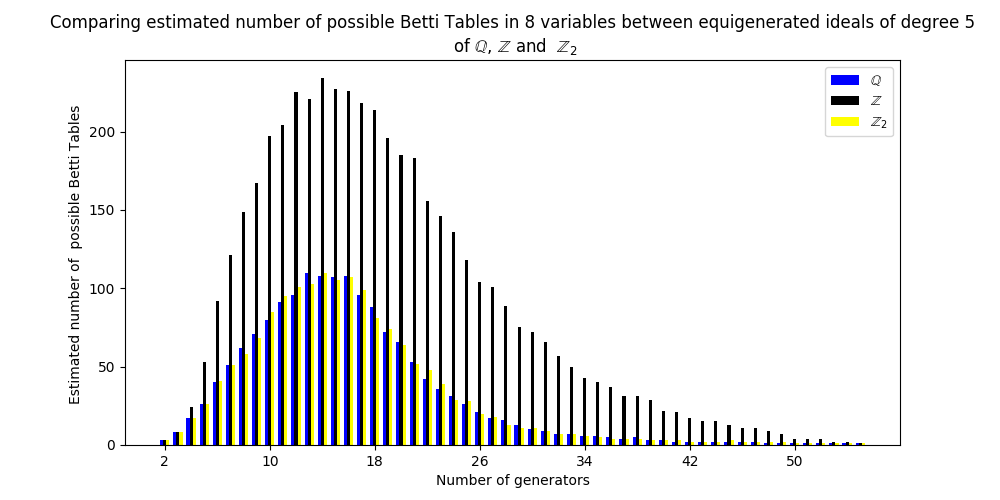 Comparing estimated number of possible Betti Tables in 8 variables between equigenerated ideals of degree 5
of ℚ, ℤ and ℤ₂
ℚ
ℤ
ℤ₂
Estimated number of possible Betti Tables
200
150
100
50
0
2 10 18 26 34 42 50
Number of generators